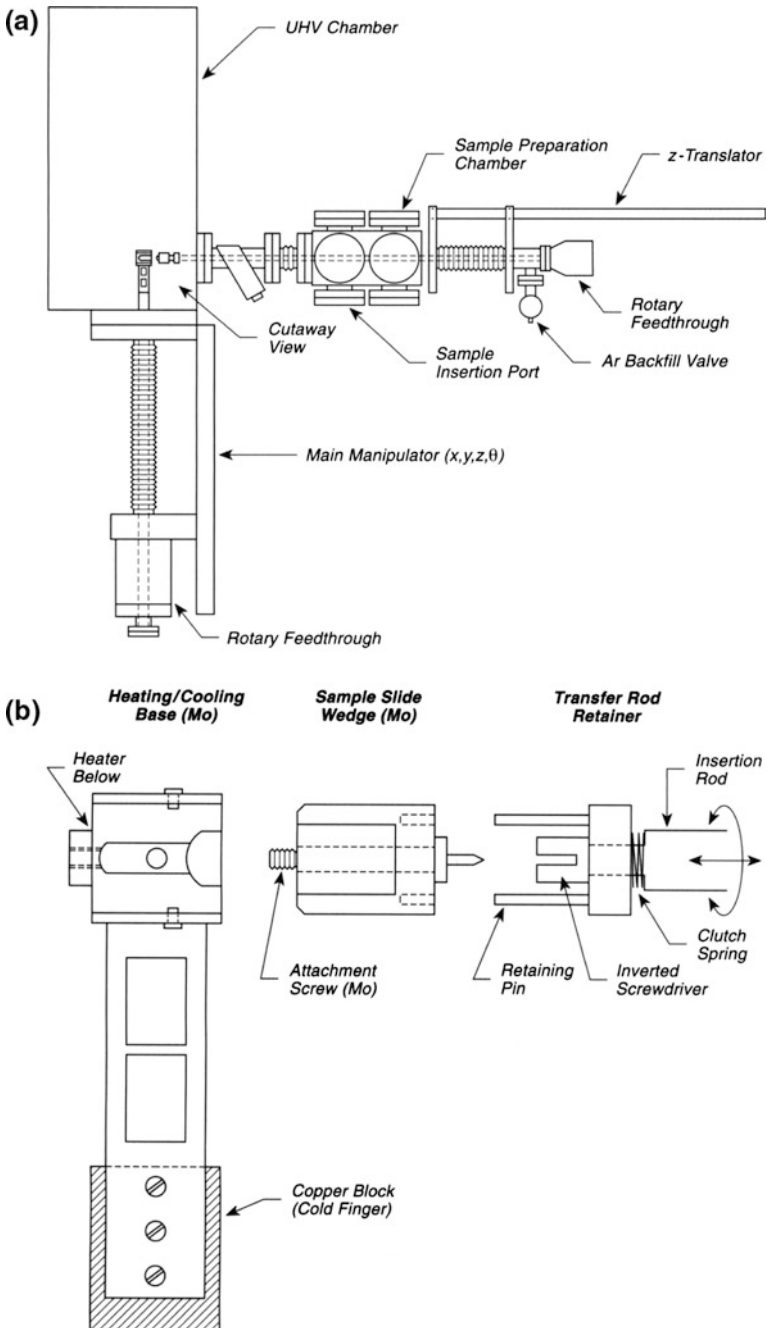 (a)
UHV Chamber
Sample Preparation
Chamber
z-Translator
Cutaway
View
Sample
Insertion Port
Rotary
Feedthrough
Ar Backfill Valve
Main Manipulator (x,y,z,θ)
Rotary Feedthrough
(b)
Heating/Cooling
Base (Mo)
Sample Slide
Wedge (Mo)
Transfer Rod
Retainer
Heater
Below
Insertion
Rod
Attachment
Screw (Mo)
Retaining
Pin
Inverted
Screwdriver
Clutch
Spring
Copper Block
(Cold Finger)